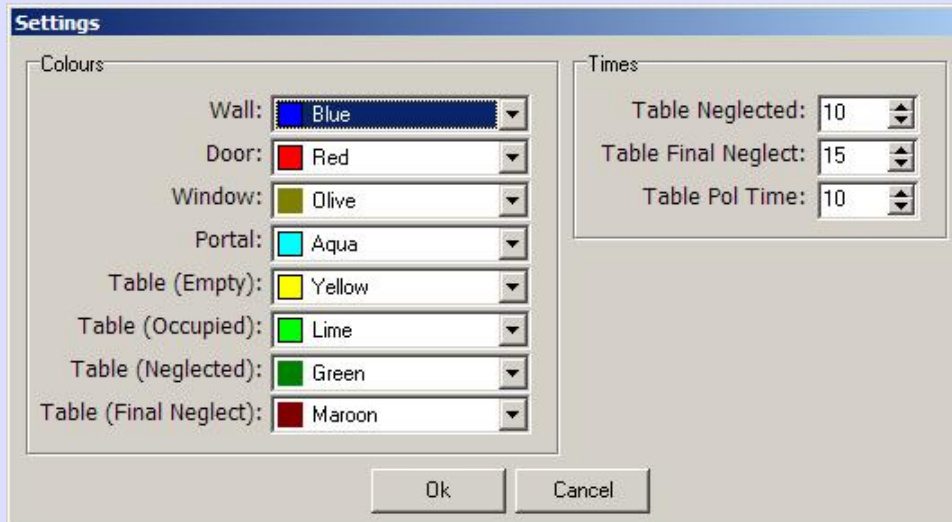 Settings
Colours
Wall: Blue
Door: Red
Window: Olive
Portal: Aqua
Table (Empty): Yellow
Table (Occupied): Lime
Table (Neglected): Green
Table (Final Neglect): Maroon
Times
Table Neglected: 10
Table Final Neglect: 15
Table Pol Time: 10
Ok Cancel